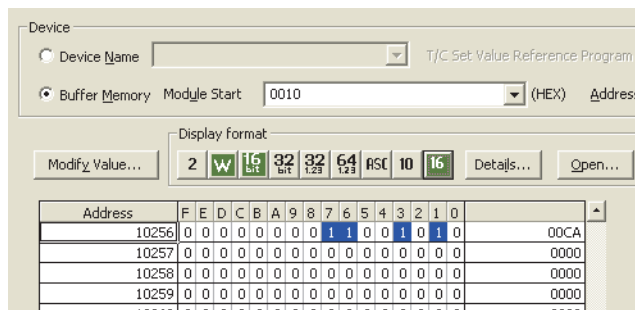 Device
Device Name T/C Set Value Reference Program
Buffer Memory Module Start 0010 (HEX) Address
Display format
Modify Value... 2 W 16 bit 32 bit 32 1.23 64 1.23 ASC 10 16 Details... Open...
Address F E D C B A 9 8 7 6 5 4 3 2 1 0
10256 0 0 0 0 0 0 0 0 1 1 0 0 1 0 1 0 00CA
10257 0 0 0 0 0 0 0 0 0 0 0 0 0 0 0 0 0000
10258 0 0 0 0 0 0 0 0 0 0 0 0 0 0 0 0 0000
10259 0 0 0 0 0 0 0 0 0 0 0 0 0 0 0 0 0000